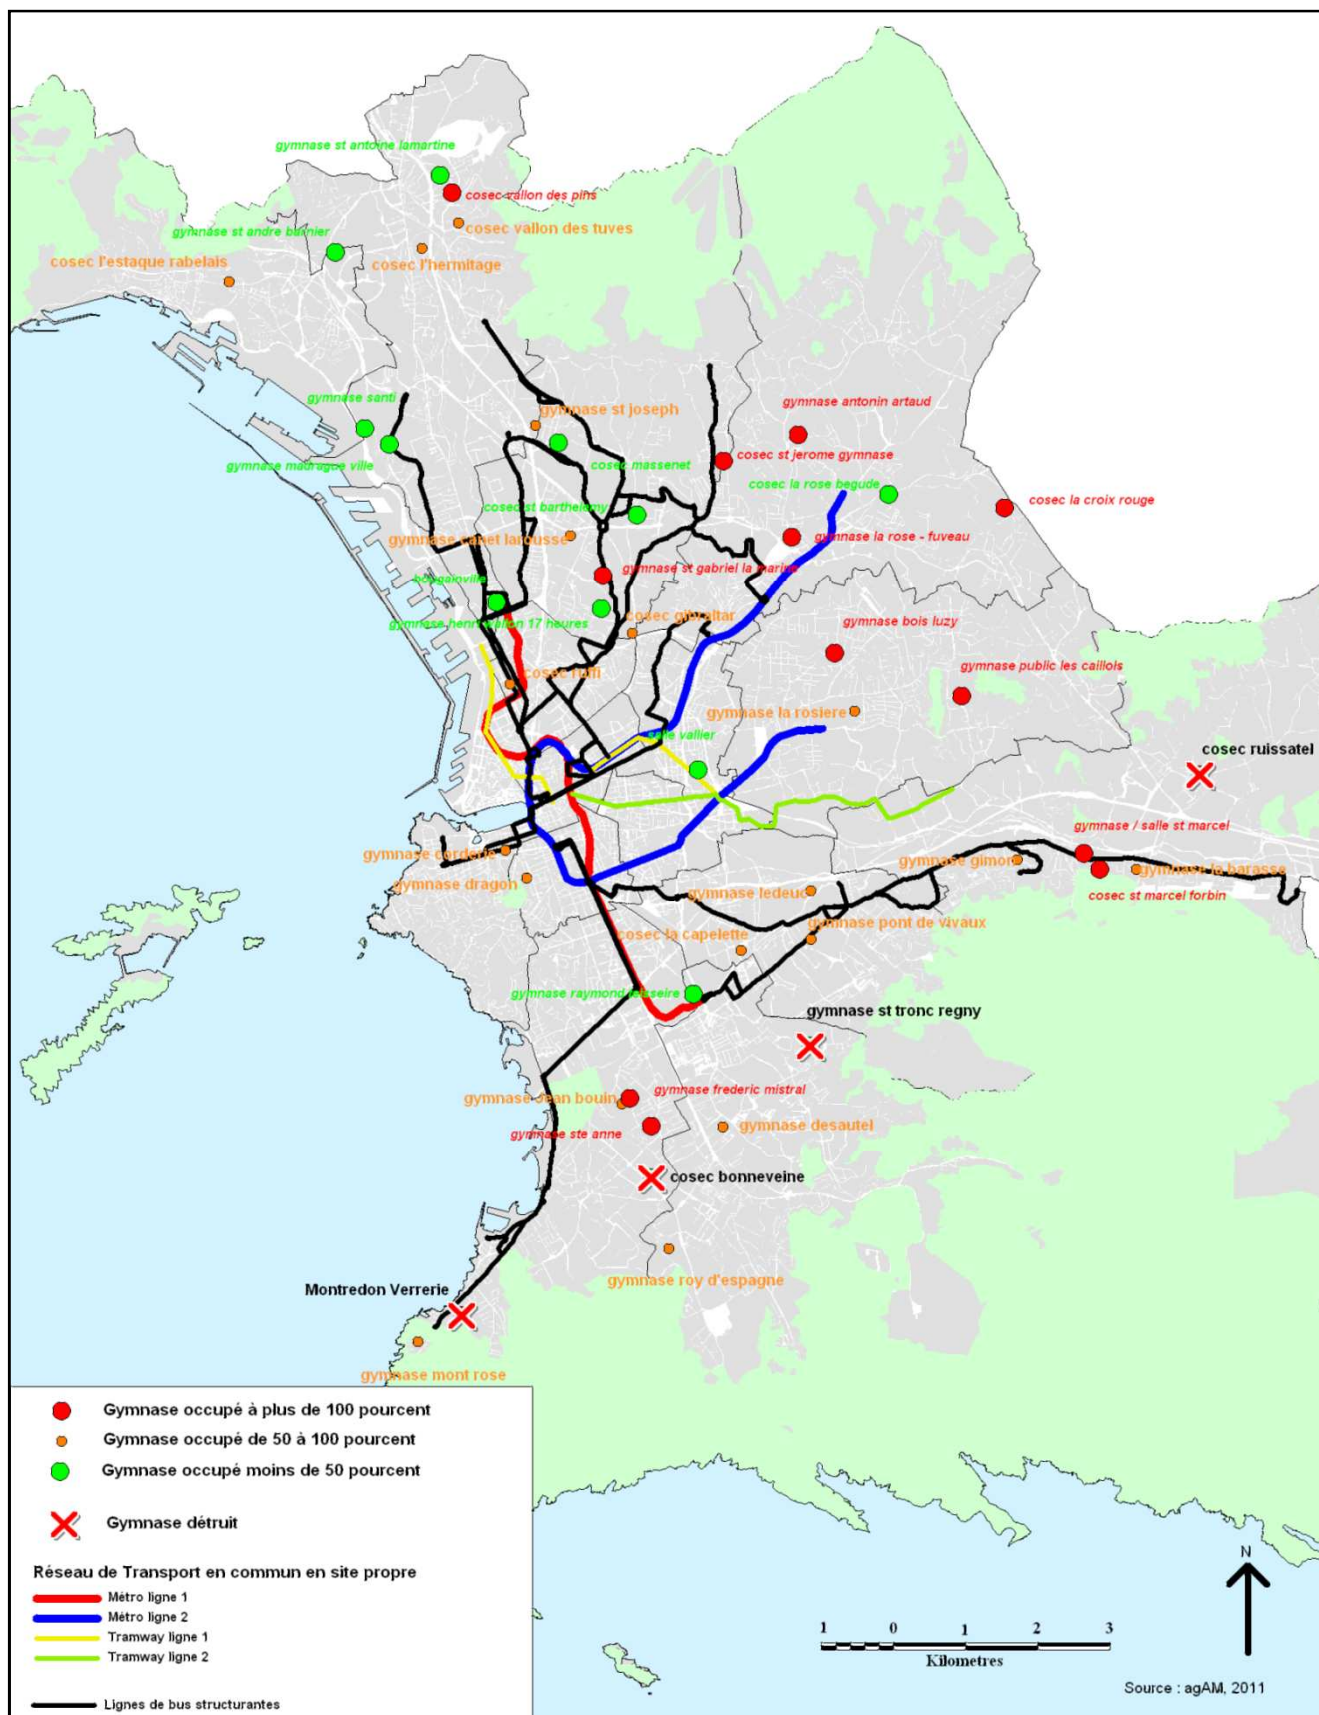 gymnase st antoine lamartine
cosec vallon des pins
cosec vallon des tuves
gymnase st andre barnier
cosec l'hermitage
cosec l'estaque rabelais
gymnase santi
gymnase st joseph
gymnase antonin artaud
gymnase madrague ville
cosec massenet
cosec st jerome gymnase
cosec la rose begude
cosec la croix rouge
cosec st barthelemy
gymnase canet larousse
gymnase la rose - fuveau
gymnase st gabriel la marine
bougainville
cosec gibraltar
gymnase henri wallon 17 heures
gymnase bois luzy
gymnase public les caillols
cosec ruffi
gymnase la rosiere
salle vallier
cosec ruissatel
gymnase / salle st marcel
gymnase corderie
gymnase gimon
gymnase la barasse
gymnase dragon
gymnase ledeuc
cosec st marcel forbin
gymnase pont de vivaux
cosec la capelette
gymnase raymond teisseire
gymnase st tronc regny
gymnase frederic mistral
gymnase Jean bouin
gymnase desautel
gymnase ste anne
cosec bonneveine
gymnase roy d'espagne
Montredon Verrerie
gymnase mont rose
Gymnase occupé à plus de 100 pourcent
Gymnase occupé de 50 à 100 pourcent
Gymnase occupé moins de 50 pourcent
Gymnase détruit
Réseau de Transport en commun en site propre
Métro ligne 1
Métro ligne 2
Tramway ligne 1
Tramway ligne 2
Lignes de bus structurantes
N
1 0 1 2 3
Kilometres
Source : agAM, 2011